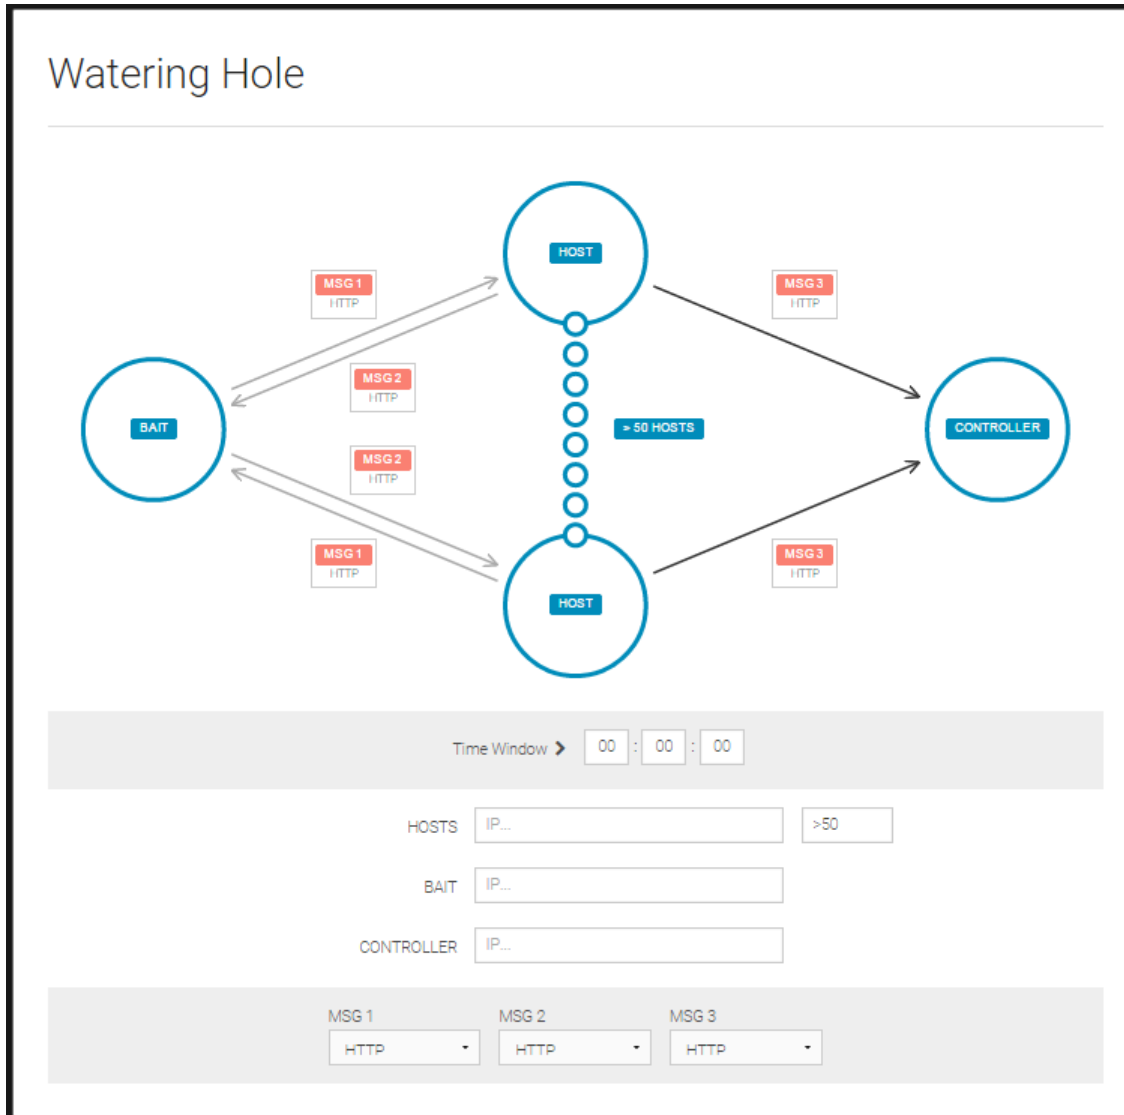 Watering Hole
HOST
MSG 1
HTTP
MSG 3
HTTP
MSG 2
HTTP
BAIT
> 50 HOSTS
CONTROLLER
MSG 2
HTTP
MSG 1
HTTP
MSG 3
HTTP
HOST
Time Window 00 : 00 : 00
HOSTS IP... >50
BAIT IP...
CONTROLLER IP...
MSG 1 MSG 2 MSG 3
HTTP HTTP HTTP